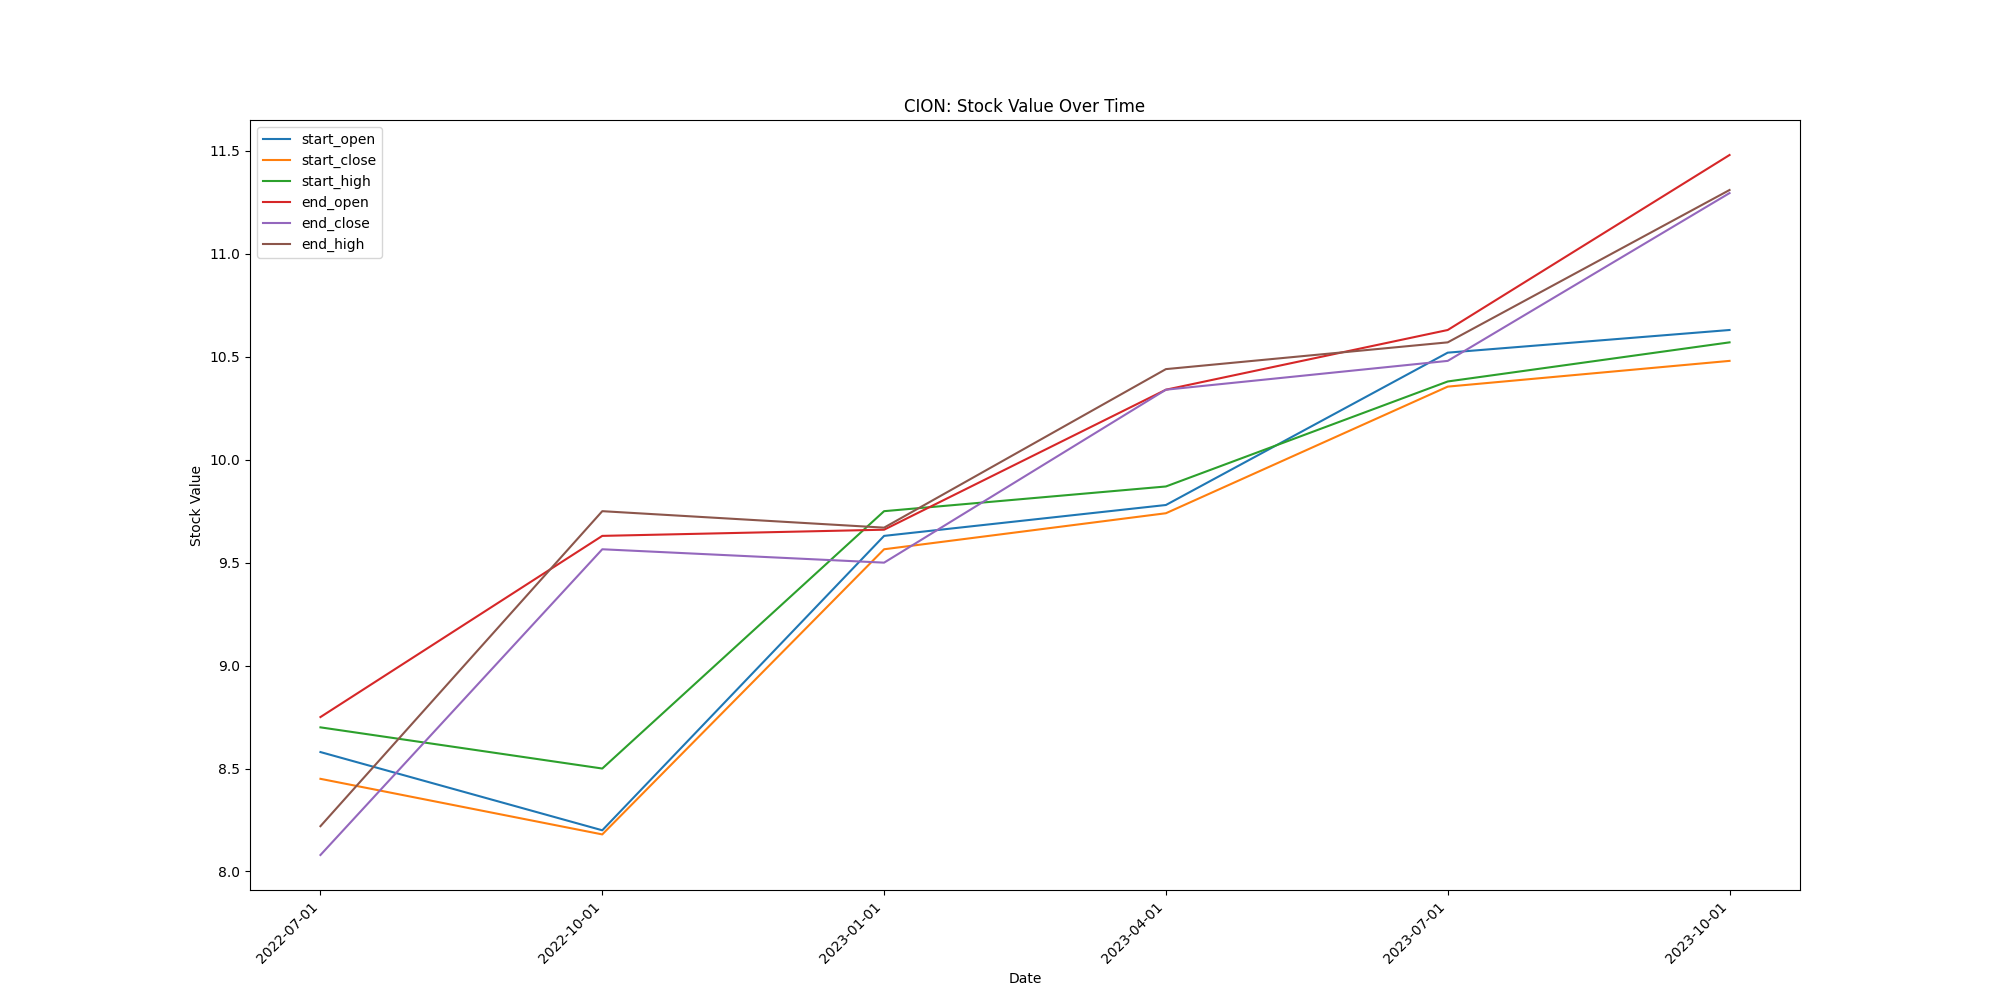 CION: Stock Value Over Time
start_open
start_close
start_high
end_open
end_close
end_high
Stock Value
11.5
11.0
10.5
10.0
9.5
9.0
8.5
8.0
2022-07-01
2022-10-01
2023-01-01
2023-04-01
2023-07-01
2023-10-01
Date